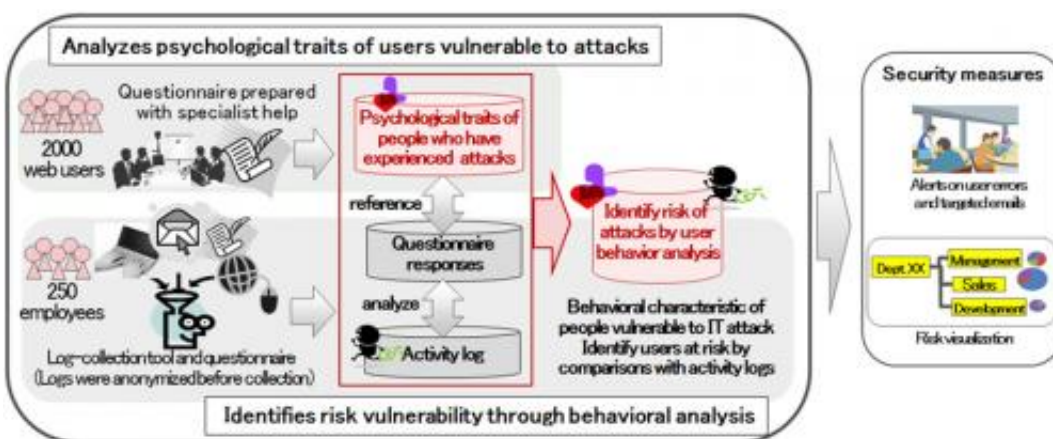 Analyzes psychological traits of users vulnerable to attacks
Questionnaire prepared
with specialist help
2000
web users
Psychological traits of
people who have
experienced attacks
reference
Questionnaire
responses
analyze
Activity log
250
employees
Log-collection tool and questionnaire
(Logs were anonymized before collection)
Identify risk of
attacks by user
behavior analysis
Behavioral characteristic of
people vulnerable to IT attack
Identify users at risk by
comparisons with activity logs
Identifies risk vulnerability through behavioral analysis
Security measures
Alerts on user errors
and targeted emails
Dept.XX
Management
Sales
Development
Risk visualization